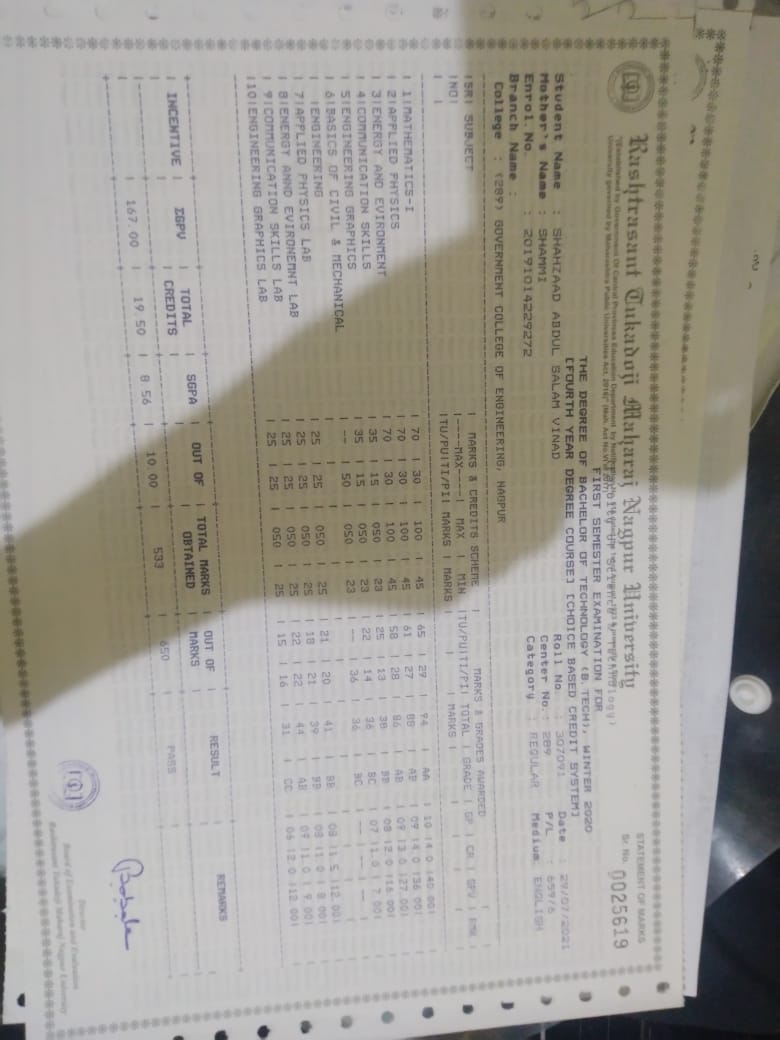 STATEMENT OF MARKS
Sr. No. 0025619
Rashtrasant Tukadoji Maharaj Nagpur University
FIRST SEMESTER EXAMINATION FOR
THE DEGREE OF BACHELOR OF TECHNOLOGY (B. TECH), WINTER 2020
[FOURTH YEAR DEGREE COURSE] [CHOICE BASED CREDIT SYSTEM]
Student Name : SHAHZAAD ABDUL SALAM VINAD Roll No. : 307091 Date : 29/07/2021
Mother's Name : SHAMMI Center No. : 289 P/L : 659/6
Enrol. No. : 2019101422927 2 Category : REGULAR Medium: ENGLISH
Branch Name :
College : (289) GOVERNMENT COLLEGE OF ENGINEERING, NAGPUR
|SR| SUBJECT | MARKS & CREDITS SCHEME | MARKS & GRADES AWARDED
|NO| |----MAX----| MAX | MIN |TU/PU|TI/PI| TOTAL | GRADE | GP | CR | GPV |
|TU/PU|TI/PI| MARKS | MARKS | MARKS |
| 1|MATHEMATICS-I | 70 | 30 | 100 | 45 | 65 | 29 | 94 | AA | 10 |4.0 |40.00|
| 2|APPLIED PHYSICS | 70 | 30 | 100 | 45 | 61 | 27 | 88 | AB | 09 |4.0 |36.00|
| 3|ENERGY AND EVIRONMENT | 70 | 30 | 100 | 45 | 58 | 28 | 86 | AB | 09 |3.0 |27.00|
| 4|COMMUNICATION SKILLS | 35 | 15 | 050 | 23 | 25 | 13 | 38 | BB | 08 |2.0 |16.00|
| 5|ENGINEERING GRAPHICS | 35 | 15 | 050 | 23 | 22 | 14 | 36 | BC | 07 |1.0 | 7.00|
| 6|BASICS OF CIVIL & MECHANICAL | -- | 50 | 050 | 23 | -- | 36 | 36 | BC | -- | -- | -- |
| |ENGINEERING
| 7|APPLIED PHYSICS LAB | 25 | 25 | 050 | 25 | 21 | 20 | 41 | BB | 08 |1.5 |12.00|
| 8|ENERGY ANND EVIRONEMNT LAB | 25 | 25 | 050 | 25 | 18 | 21 | 39 | BB | 08 |1.0 | 8.00|
| 9|COMMUNICATION SKILLS LAB | 25 | 25 | 050 | 25 | 22 | 22 | 44 | AB | 09 |1.0 | 9.00|
|10|ENGINEERING GRAPHICS LAB | 25 | 25 | 050 | 25 | 15 | 16 | 31 | CC | 06 |2.0 |12.00|
| INCENTIVE | ΣGPV | TOTAL CREDITS | SGPA | OUT OF | TOTAL MARKS OBTAINED | OUT OF MARKS | RESULT | REMARKS
| | 167.00 | 19.50 | 8.56 | 10.00 | 533 | 650 | PASS |
Director
Board of Examination and Evaluation
Rashtrasant Tukadoji Maharaj Nagpur University